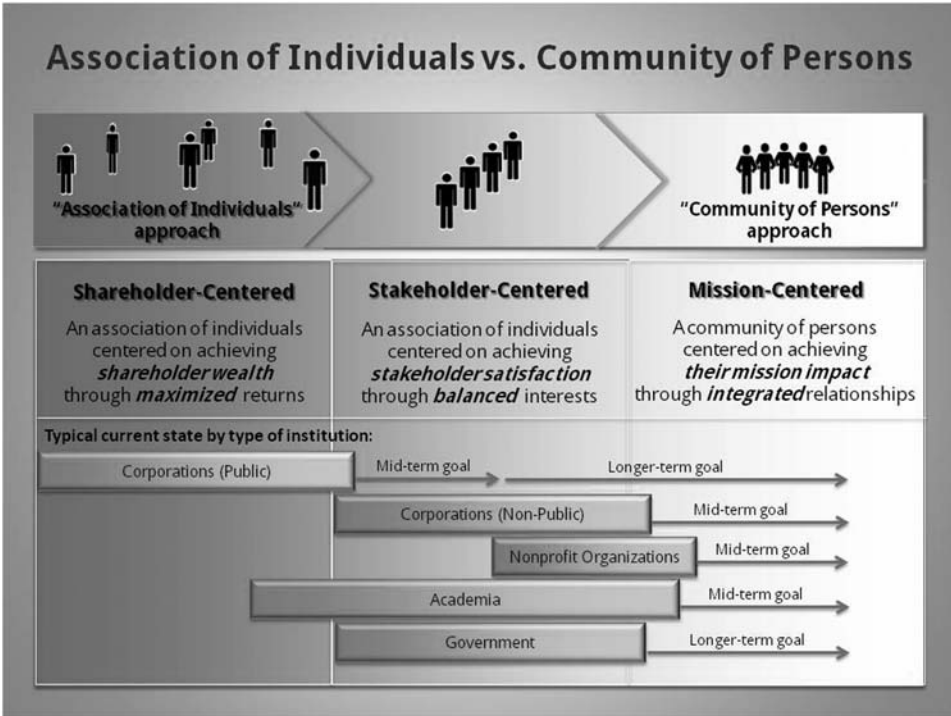 Association of Individuals vs. Community of Persons
"Association of Individuals"
approach
"Community of Persons"
approach
Shareholder-Centered
An association of individuals
centered on achieving
shareholder wealth
through maximized returns
Stakeholder-Centered
An association of individuals
centered on achieving
stakeholder satisfaction
through balanced interests
Mission-Centered
A community of persons
centered on achieving
their mission impact
through integrated relationships
Typical current state by type of institution:
Corporations (Public)
Mid-term goal
Longer-term goal
Corporations (Non-Public)
Mid-term goal
Nonprofit Organizations
Mid-term goal
Academia
Mid-term goal
Government
Longer-term goal